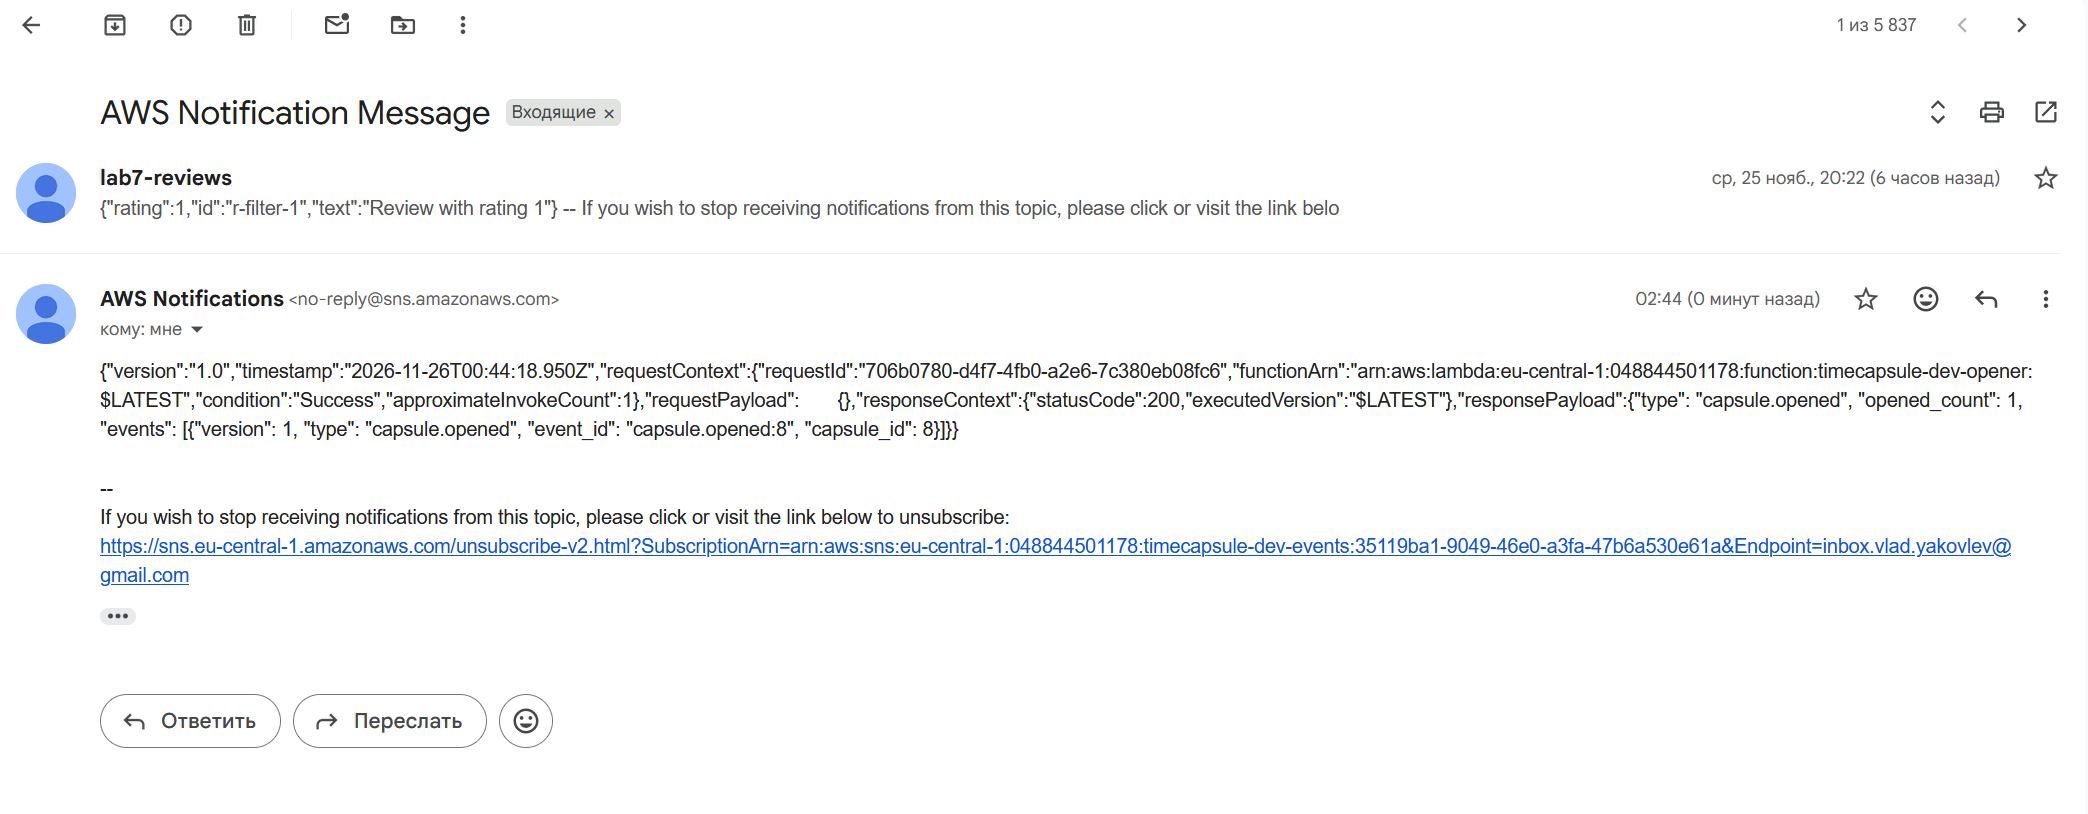 1 из 5 837
AWS Notification Message Входящие ×
lab7-reviews
ср, 25 нояб., 20:22 (6 часов назад)
{"rating":1,"id":"r-filter-1","text":"Review with rating 1"} -- If you wish to stop receiving notifications from this topic, please click or visit the link belo
AWS Notifications <no-reply@sns.amazonaws.com>
02:44 (0 минут назад)
кому: мне
{"version":"1.0","timestamp":"2026-11-26T00:44:18.950Z","requestContext":{"requestId":"706b0780-d4f7-4fb0-a2e6-7c380eb08fc6","functionArn":"arn:aws:lambda:eu-central-1:048844501178:function:timecapsule-dev-opener:
$LATEST","condition":"Success","approximateInvokeCount":1},"requestPayload": {},"responseContext":{"statusCode":200,"executedVersion":"$LATEST"},"responsePayload":{"type": "capsule.opened", "opened_count": 1,
"events": [{"version": 1, "type": "capsule.opened", "event_id": "capsule.opened:8", "capsule_id": 8}]}}
--
If you wish to stop receiving notifications from this topic, please click or visit the link below to unsubscribe:
https://sns.eu-central-1.amazonaws.com/unsubscribe-v2.html?SubscriptionArn=arn:aws:sns:eu-central-1:048844501178:timecapsule-dev-events:35119ba1-9049-46e0-a3fa-47b6a530e61a&Endpoint=inbox.vlad.yakovlev@
gmail.com
Ответить
Переслать